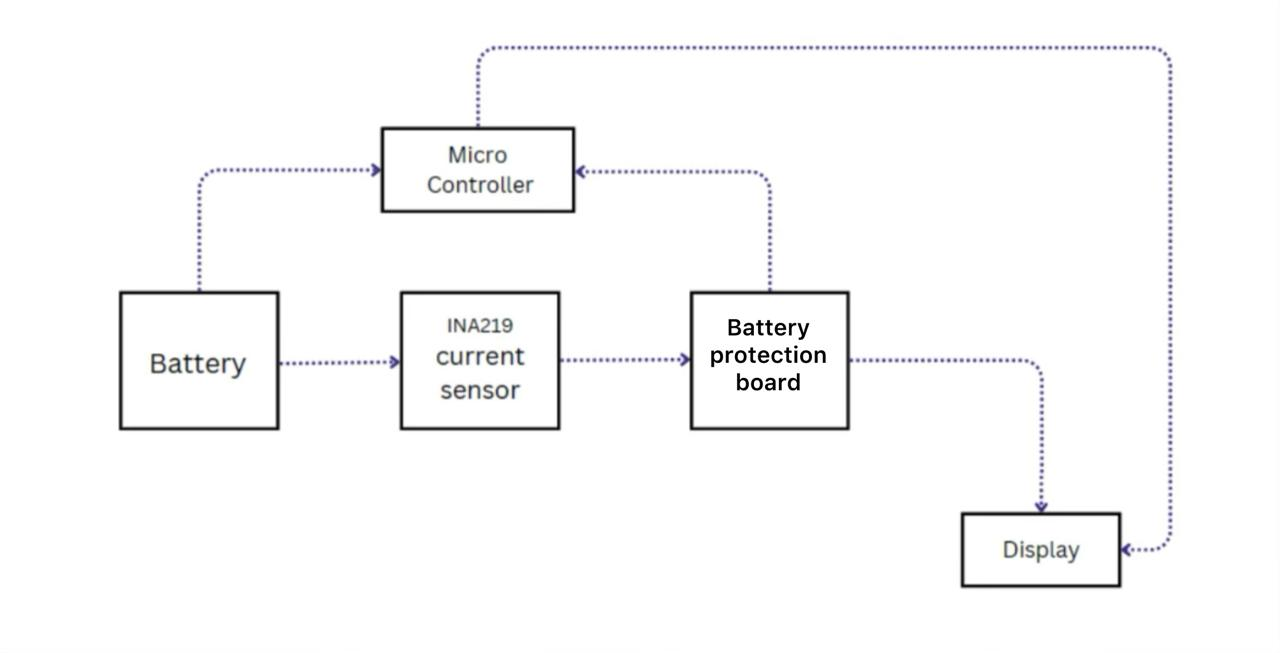 Micro
Controller
Battery
INA219
current
sensor
Battery
protection
board
Display